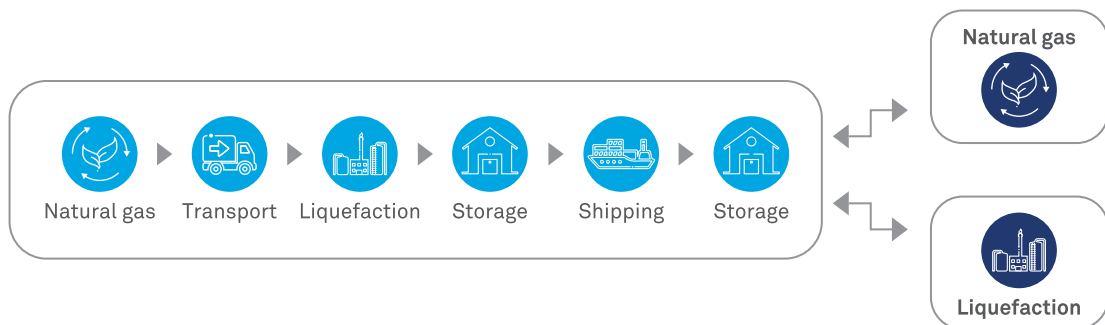 Natural gas
Natural gas Transport Liquefaction Storage Shipping Storage
Liquefaction